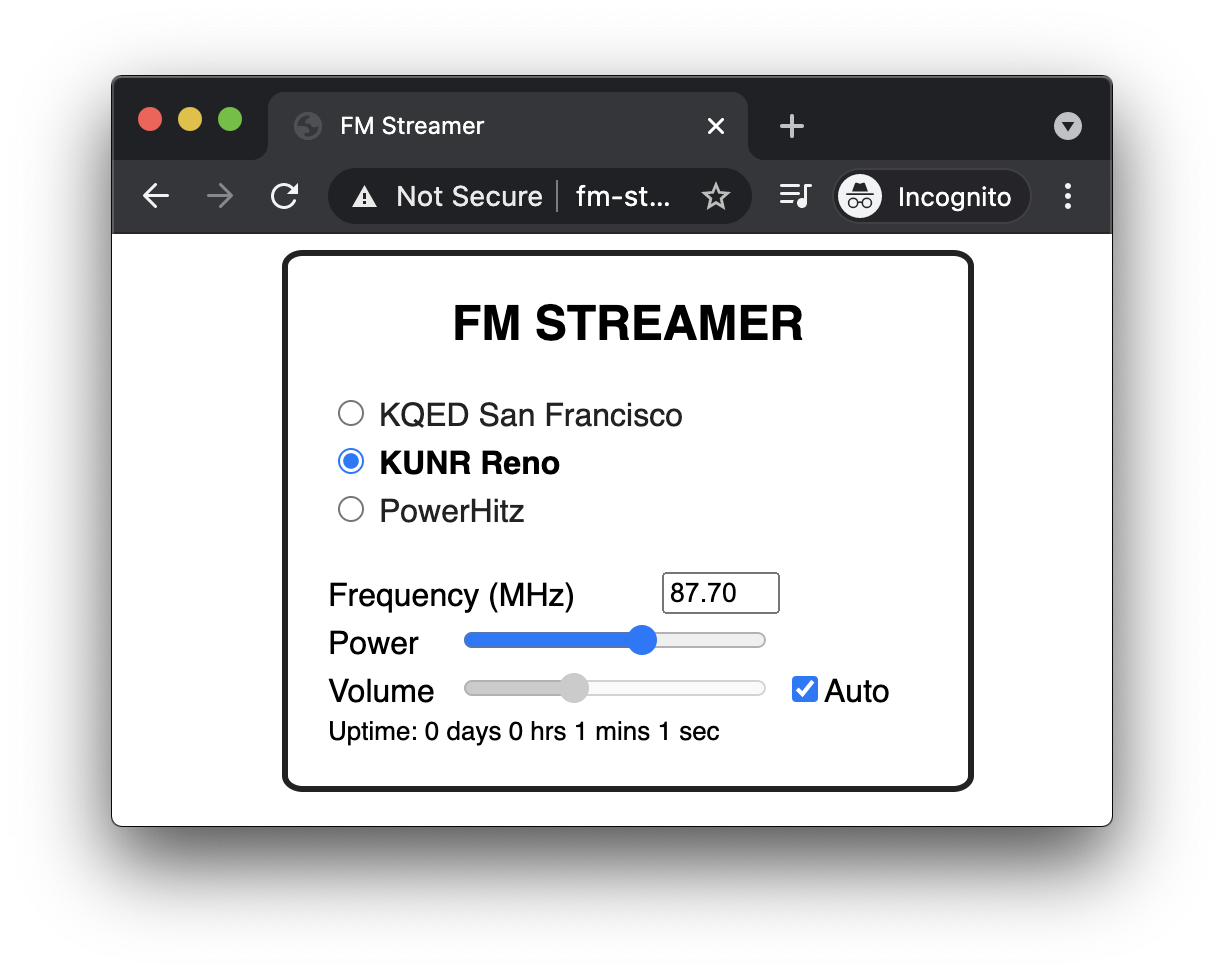 FM Streamer
Not Secure fm-st...
Incognito
FM STREAMER
KQED San Francisco
KUNR Reno
PowerHitz
Frequency (MHz) 87.70
Power
Volume Auto
Uptime: 0 days 0 hrs 1 mins 1 sec